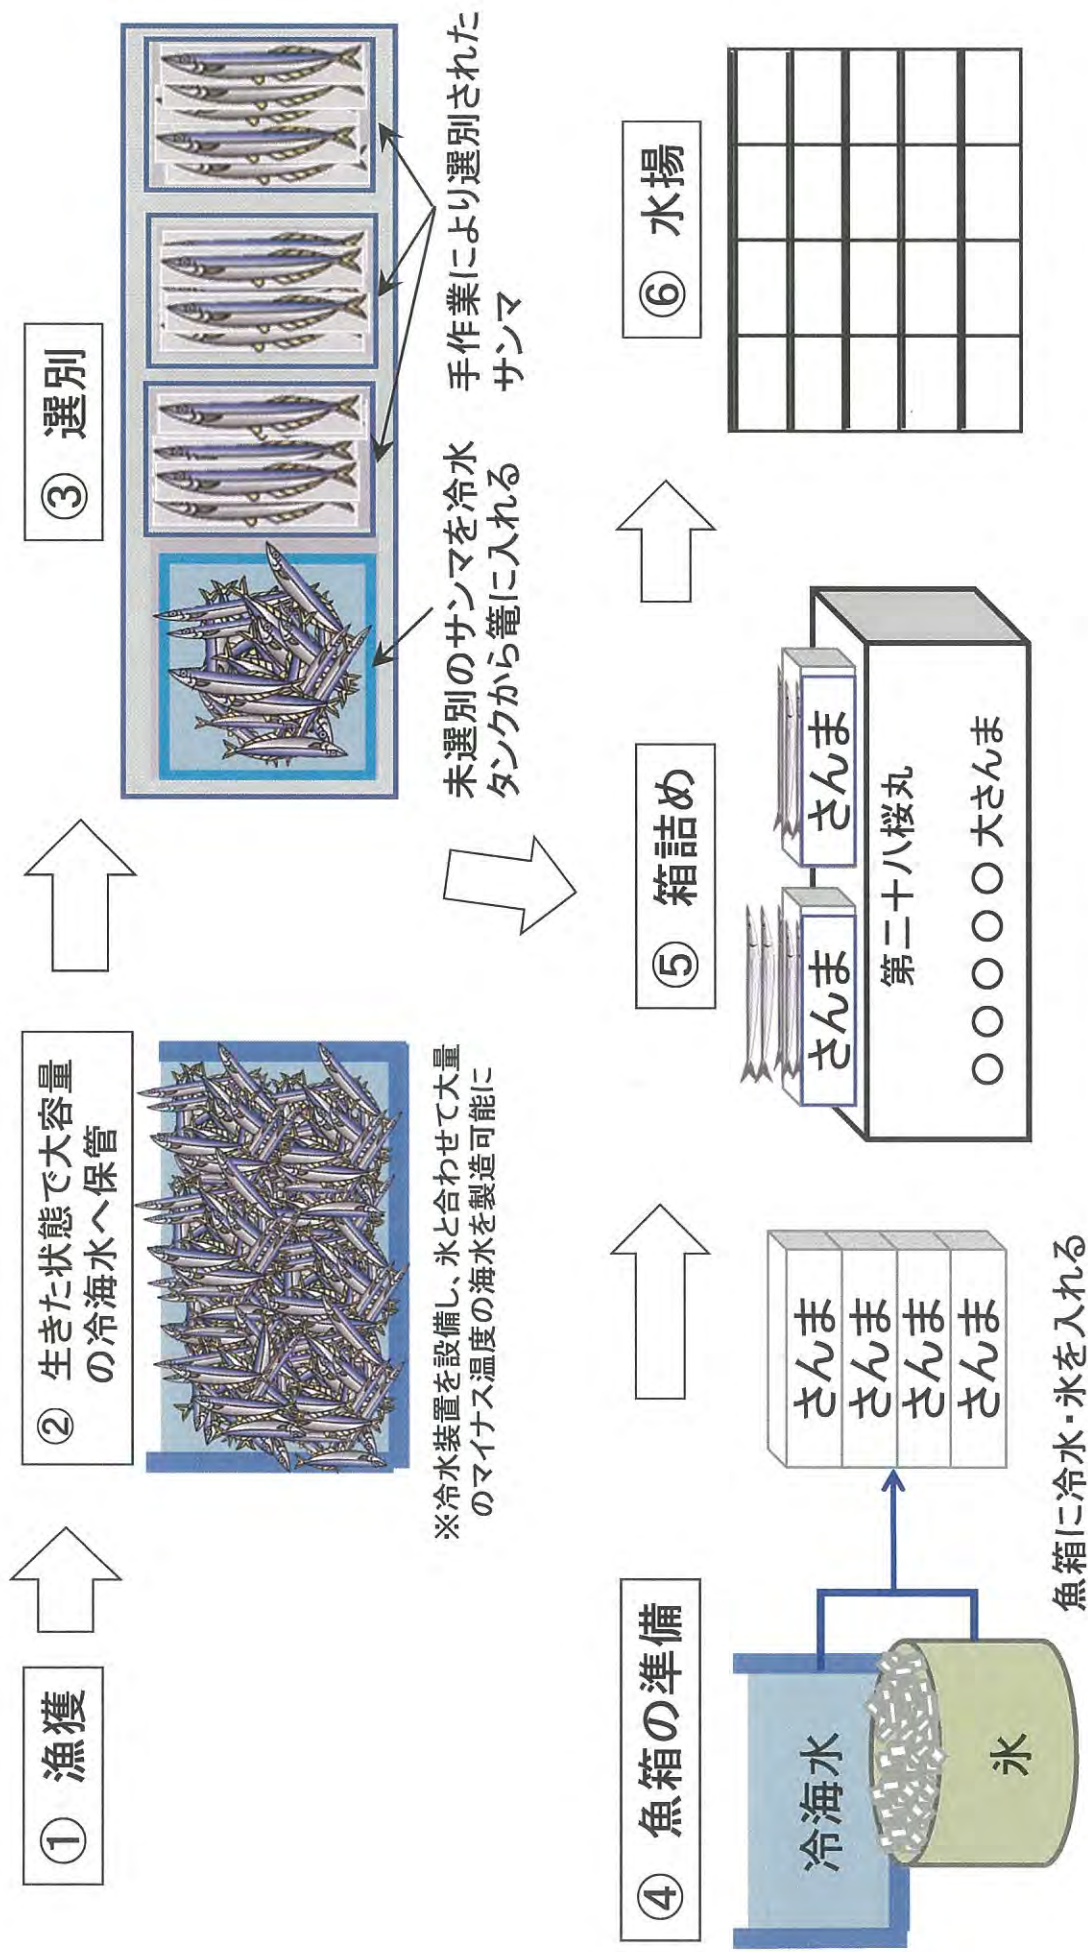 ① 漁獲
② 生きた状態で大容量
の冷海水へ保管
※冷水装置を設備し、氷と合わせて大量
のマイナス温度の海水を製造可能に
③ 選別
未選別のサンマを冷水
タンクから篭に入れる
手作業により選別された
サンマ
④ 魚箱の準備
冷海水
氷
さんま
さんま
さんま
さんま
魚箱に冷水・氷を入れる
⑤ 箱詰め
さんま
さんま
第二十八桜丸
〇〇〇〇〇大さんま
⑥ 水揚